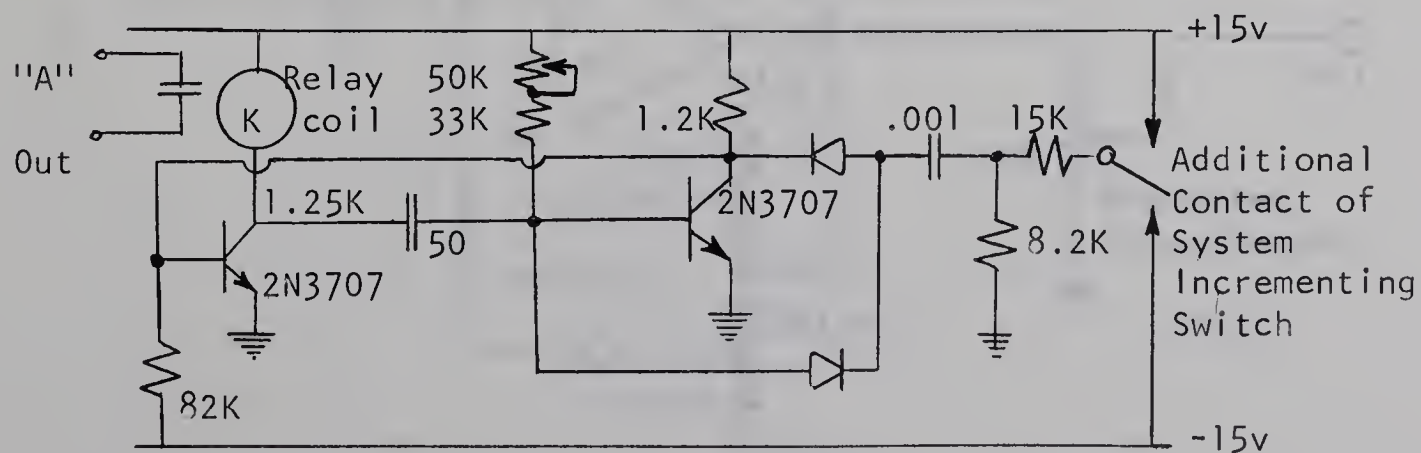 +15v
"A"
Out
K
Relay
coil
50K
33K
1.2K
.001
15K
Additional
Contact of
System
Incrementing
Switch
1.25K
50
2N3707
2N3707
8.2K
82K
-15v